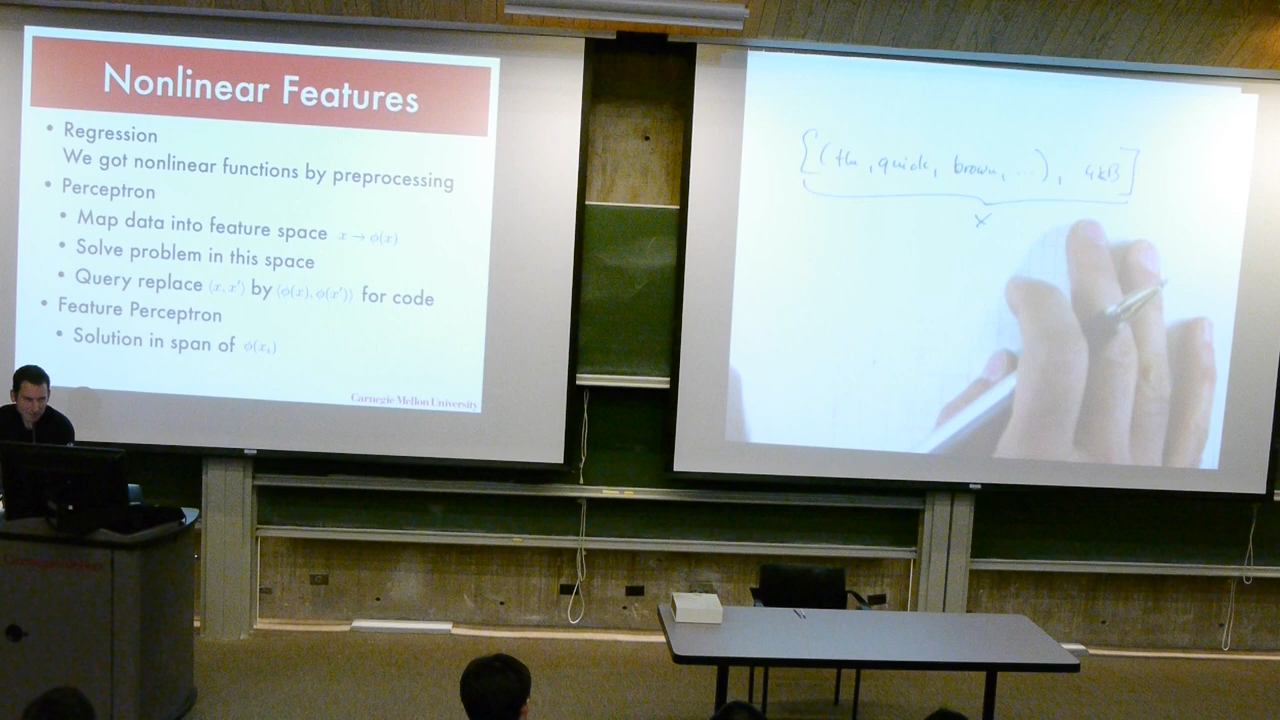 Nonlinear Features
• Regression
We got nonlinear functions by preprocessing
• Perceptron
• Map data into feature space x → ϕ(x)
• Solve problem in this space
• Query replace ⟨x, x′⟩ by ⟨ϕ(x), ϕ(x′)⟩ for code
• Feature Perceptron
• Solution in span of ϕ(xᵢ)
Carnegie Mellon University
[(the, quick, brown, ...), 4kB]
x
Carnegie Mellon